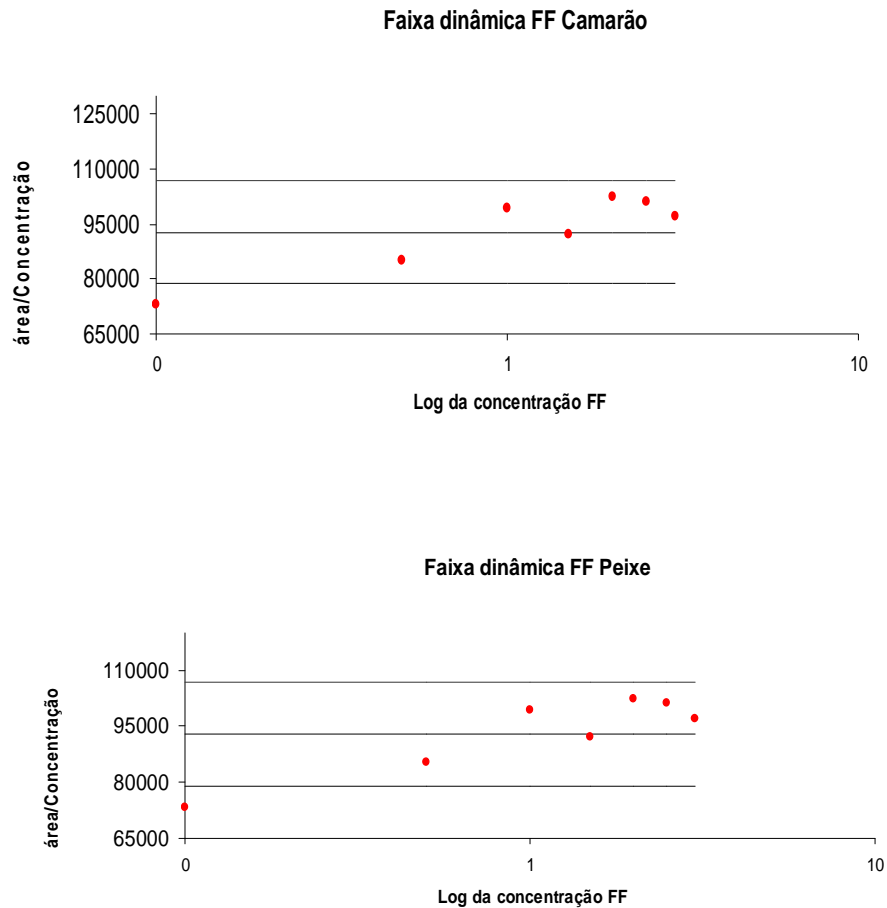 Faixa dinâmica FF Camarão
125000
110000
95000
80000
65000
área/Concentração
0 1 10
Log da concentração FF
Faixa dinâmica FF Peixe
110000
95000
80000
65000
área/Concentração
0 1 10
Log da concentração FF